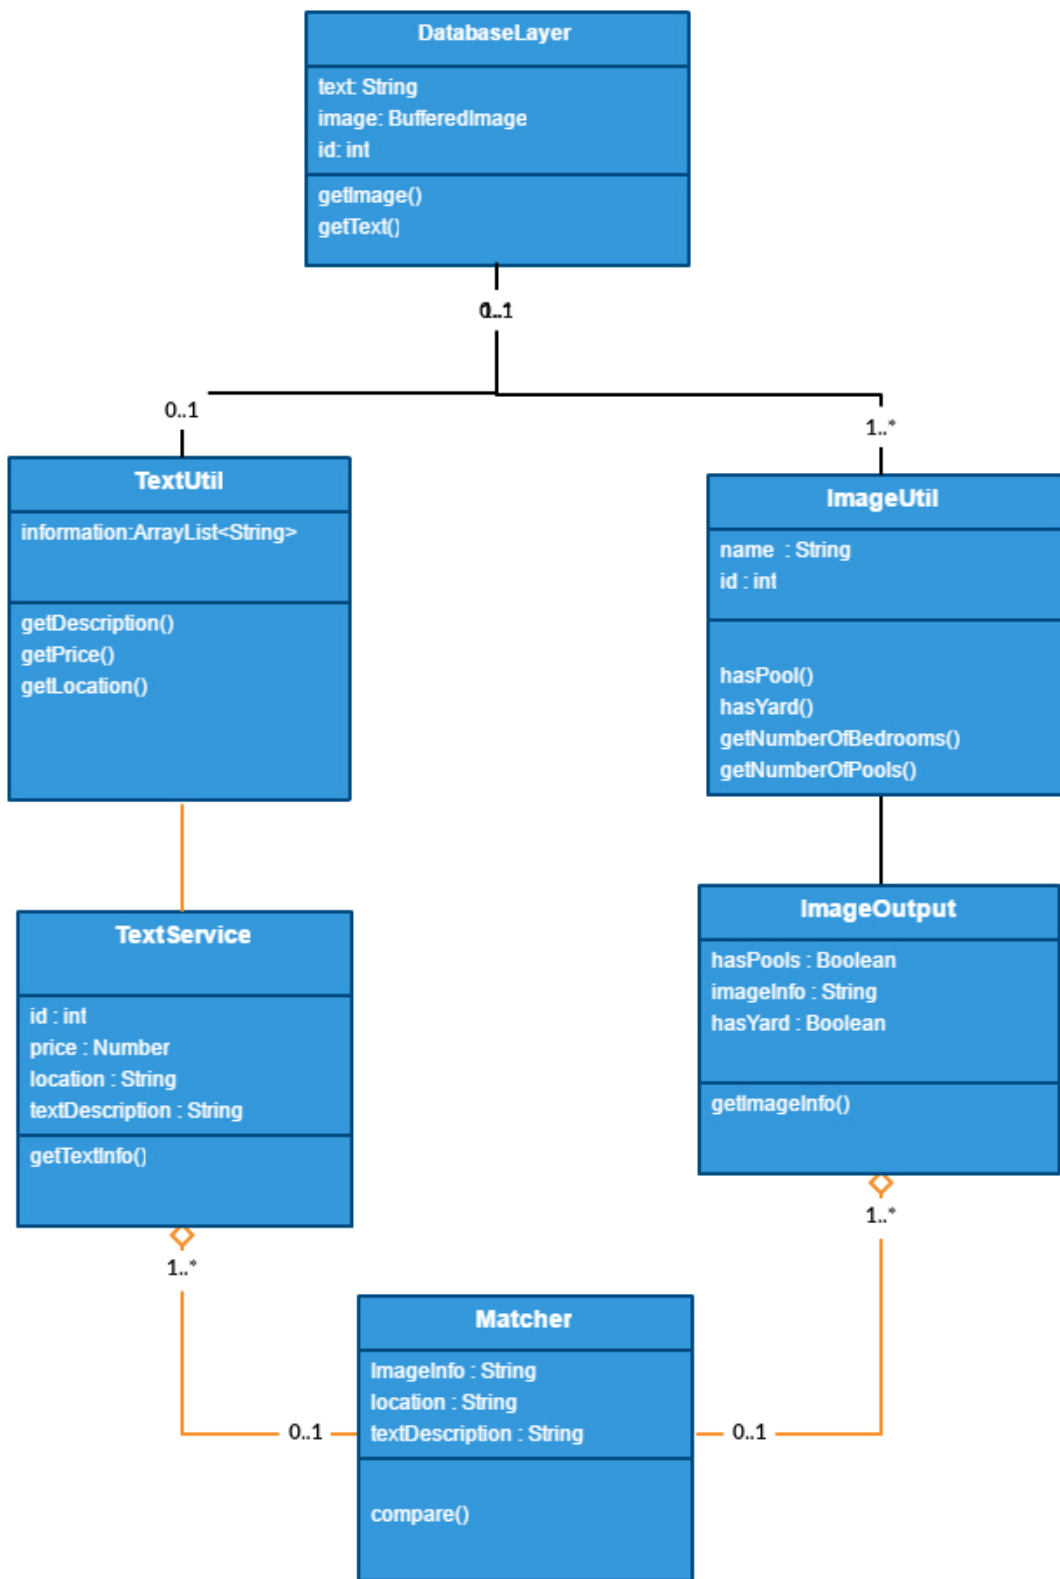 DatabaseLayer
text: String
image: BufferedImage
id: int
getImage()
getText()
0..1
1..*
TextUtil
information:ArrayList<String>
getDescription()
getPrice()
getLocation()
ImageUtil
name : String
id : int
hasPool()
hasYard()
getNumberOfBedrooms()
getNumberOfPools()
TextService
id : int
price : Number
location : String
textDescription : String
getTextInfo()
1..*
ImageOutput
hasPools : Boolean
imageInfo : String
hasYard : Boolean
getImageInfo()
1..*
Matcher
ImageInfo : String
location : String
textDescription : String
compare()
0..1
0..1